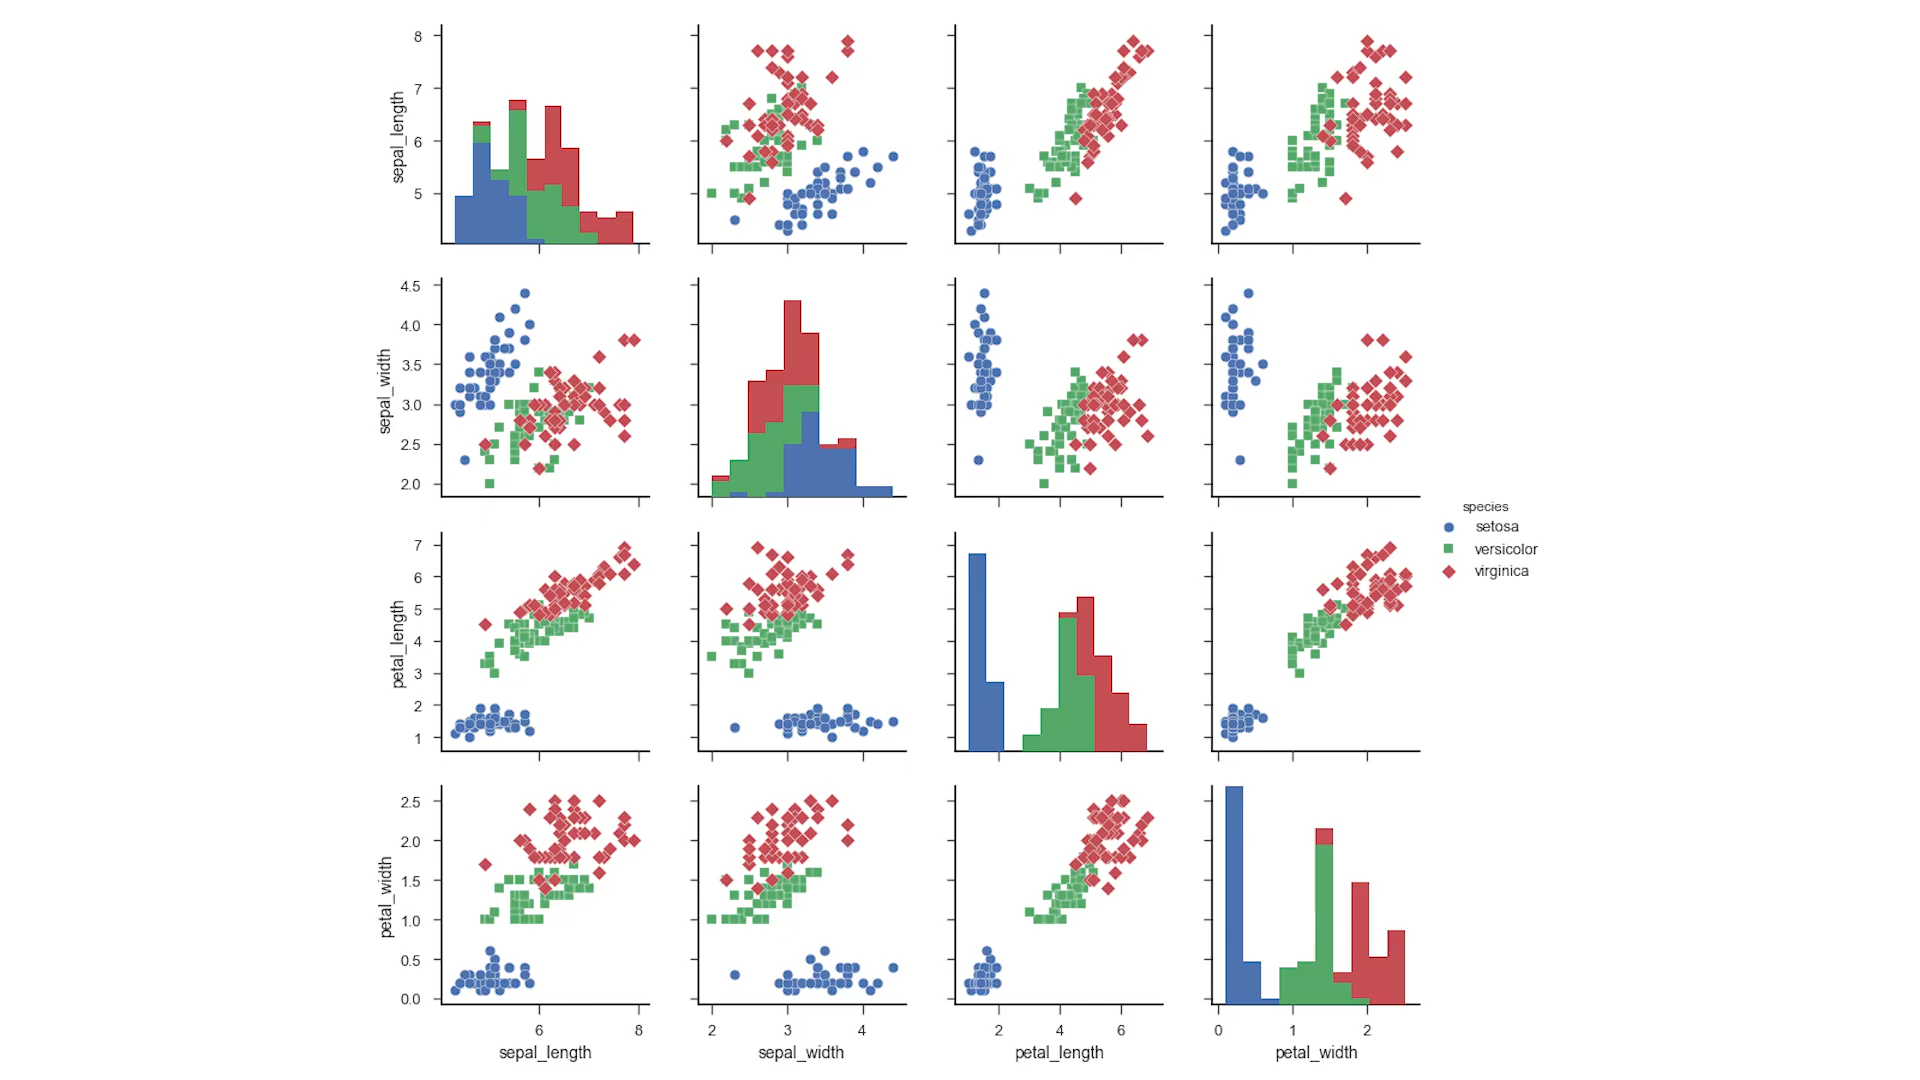 8
7
6
5
sepal_length
4.5
4.0
3.5
3.0
2.5
2.0
sepal_width
species
setosa
versicolor
virginica
7
6
5
4
3
2
1
petal_length
2.5
2.0
1.5
1.0
0.5
0.0
petal_width
6 8
sepal_length
2 3 4
sepal_width
2 4 6
petal_length
0 1 2
petal_width